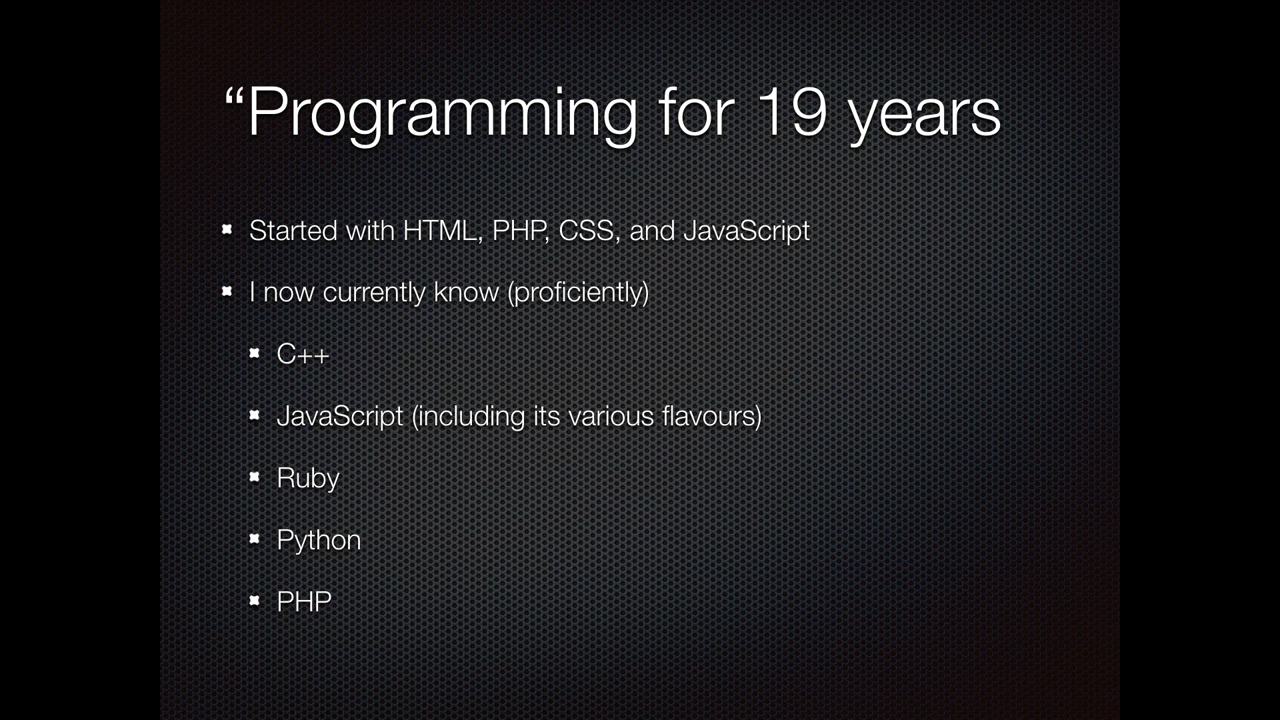 “Programming for 19 years
Started with HTML, PHP, CSS, and JavaScript
I now currently know (proficiently)
C++
JavaScript (including its various flavours)
Ruby
Python
PHP